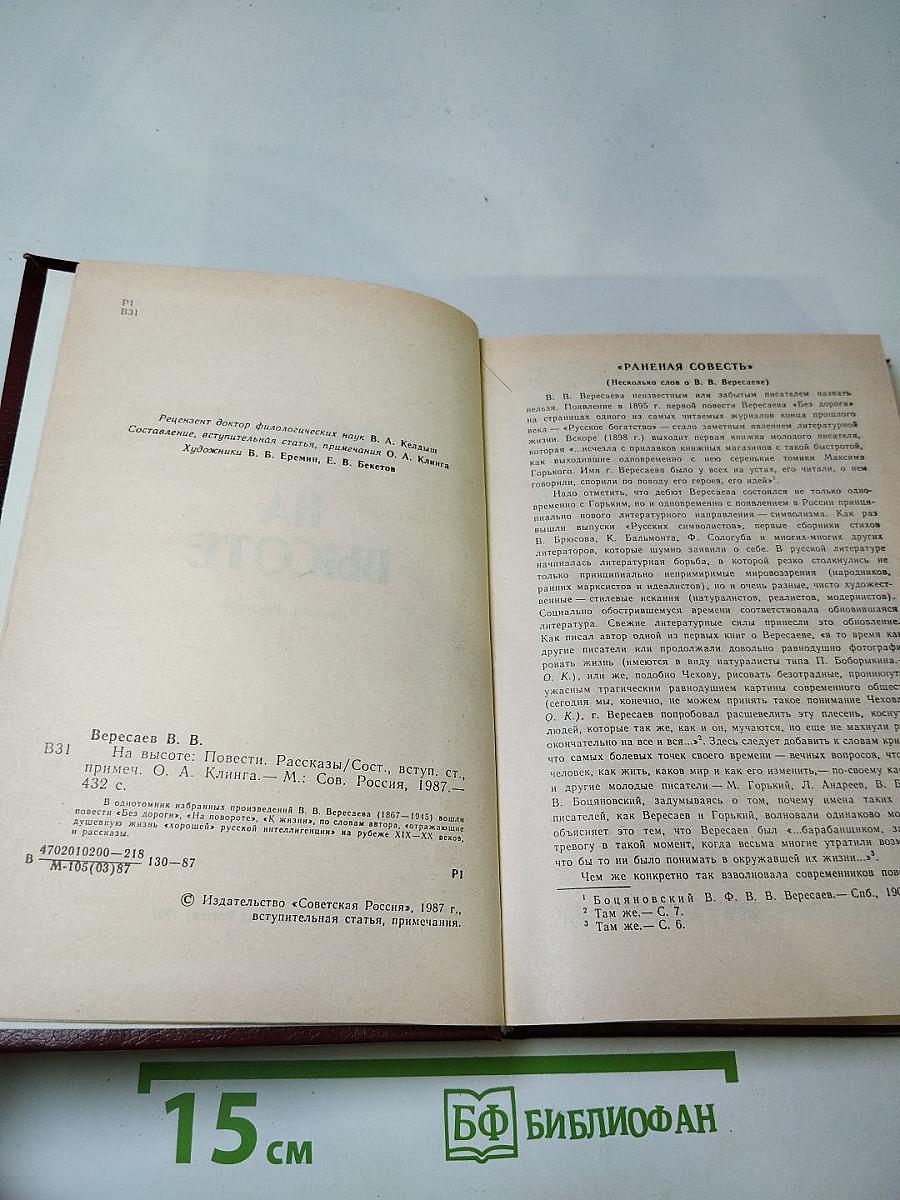 Р1
В31
Рецензент доктор филологических наук В. А. Келдыш
Составление, вступительная статья, примечания О. А. Клинга
Художники В. В. Еремин, Е. В. Бекетов
Вересаев В. В.
В31 На высоте: Повести. Рассказы/Сост., вступ. ст.,
примеч. О. А. Клинга.— М.: Сов. Россия, 1987.—
432 с.
В однотомник избранных произведений В. В. Вересаева (1867—1945) вошли
повести «Без дороги», «На повороте», «К жизни», по словам автора, «отражающие
душевную жизнь «хорошей» русской интеллигенции» на рубеже XIX—XX веков,
и рассказы.
В 4702010200—218 130—87
М-105(03)87
Р1
© Издательство «Советская Россия», 1987 г.,
вступительная статья, примечания.
«РАНЕНАЯ СОВЕСТЬ»
(Несколько слов о В. В. Вересаеве)
В. В. Вересаева неизвестным или забытым писателем назвать
нельзя. Появление в 1895 г. первой повести Вересаева «Без дороги»
на страницах одного из самых читаемых журналов конца прошлого
века — «Русское богатство» — стало заметным явлением литературной
жизни. Вскоре (1898 г.) выходит первая книжка молодого писателя,
которая «...исчезла с прилавков книжных магазинов с такой быстротой,
как выходившие одновременно с нею серенькие томики Максима
Горького. Имя г. Вересаева было у всех на устах, его читали, о нем
говорили, спорили по поводу его героев, его идей»¹.
Надо отметить, что дебют Вересаева состоялся не только одно-
временно с Горьким, но и одновременно с появлением в России принци-
пиально нового литературного направления — символизма. Как раз
вышли выпуски «Русских символистов», первые сборники стихов
В. Брюсова, К. Бальмонта, Ф. Сологуба и многих-многих других
литераторов, которые шумно заявили о себе. В русской литературе
начиналась литературная борьба, в которой резко столкнулись не
только принципиально непримиримые мировоззрения (народников,
ранних марксистов и идеалистов), но и очень разные, чисто художест-
венные — стилевые искания (натуралистов, реалистов, модернистов).
Социально обострившемуся времени соответствовала обновившаяся
литература. Свежие литературные силы принесли это обновление.
Как писал автор одной из первых книг о Вересаеве, «в то время как
другие писатели или продолжали довольно равнодушно фотографи
ровать жизнь (имеются в виду натуралисты типа П. Боборыкина.—
О. К.), или же, подобно Чехову, рисовать безотрадные, проникнут
ужасным трагическим равнодушием картины современного общест
(сегодня мы, конечно, не можем принять такое понимание Чехова
О. К.), г. Вересаев попробовал расшевелить эту плесень, коснут
людей, которые так же, как и он, мучаются, но еще не махнули р
окончательно на все и вся...»². Здесь следует добавить к словам кри
что самых болевых точек своего времени — вечных вопросов, что
человек, как жить, каков мир и как его изменить,— по-своему кас
и другие молодые писатели — М. Горький, Л. Андреев, В. Б
В. Боцяновский, задумываясь о том, почему имена таких
писателей, как Вересаев и Горький, волновали одинаково мо
объясняет это тем, что Вересаев был «...барабанщиком, за
тревогу в такой момент, когда весьма многие утратили возм
что бы то ни было понимать в окружавшей их жизни...»³.
Чем же конкретно так взволновала современников пове
¹ Боцяновский В. Ф. В. В. Вересаев.— Спб., 190
² Там же.— С. 7.
³ Там же.— С. 6.
15 см
БФ БИБЛИОФАН